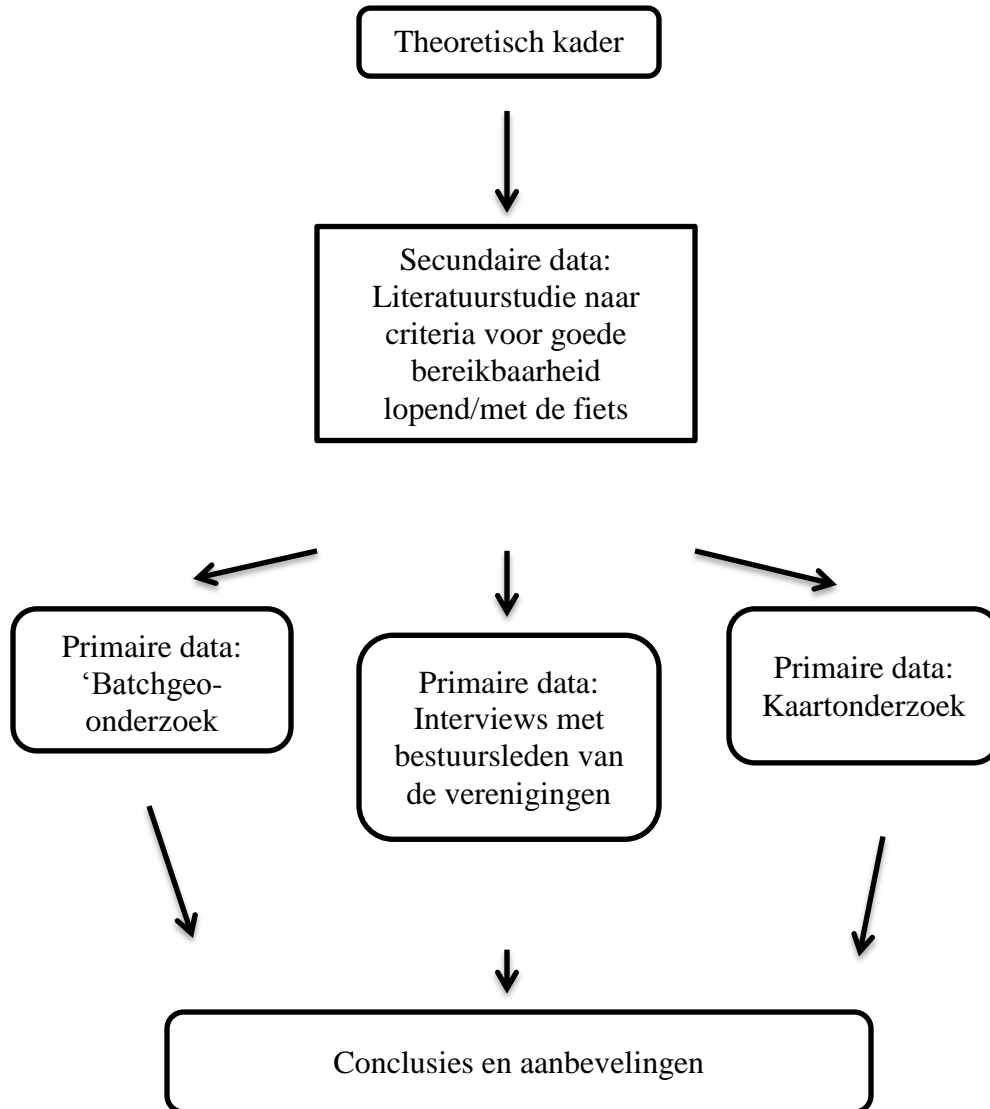 Theoretisch kader
Secundaire data:
Literatuurstudie naar
criteria voor goede
bereikbaarheid
lopend/met de fiets
Primaire data:
‘Batchgeo-
onderzoek
Primaire data:
Interviews met
bestuursleden van
de verenigingen
Primaire data:
Kaartonderzoek
Conclusies en aanbevelingen